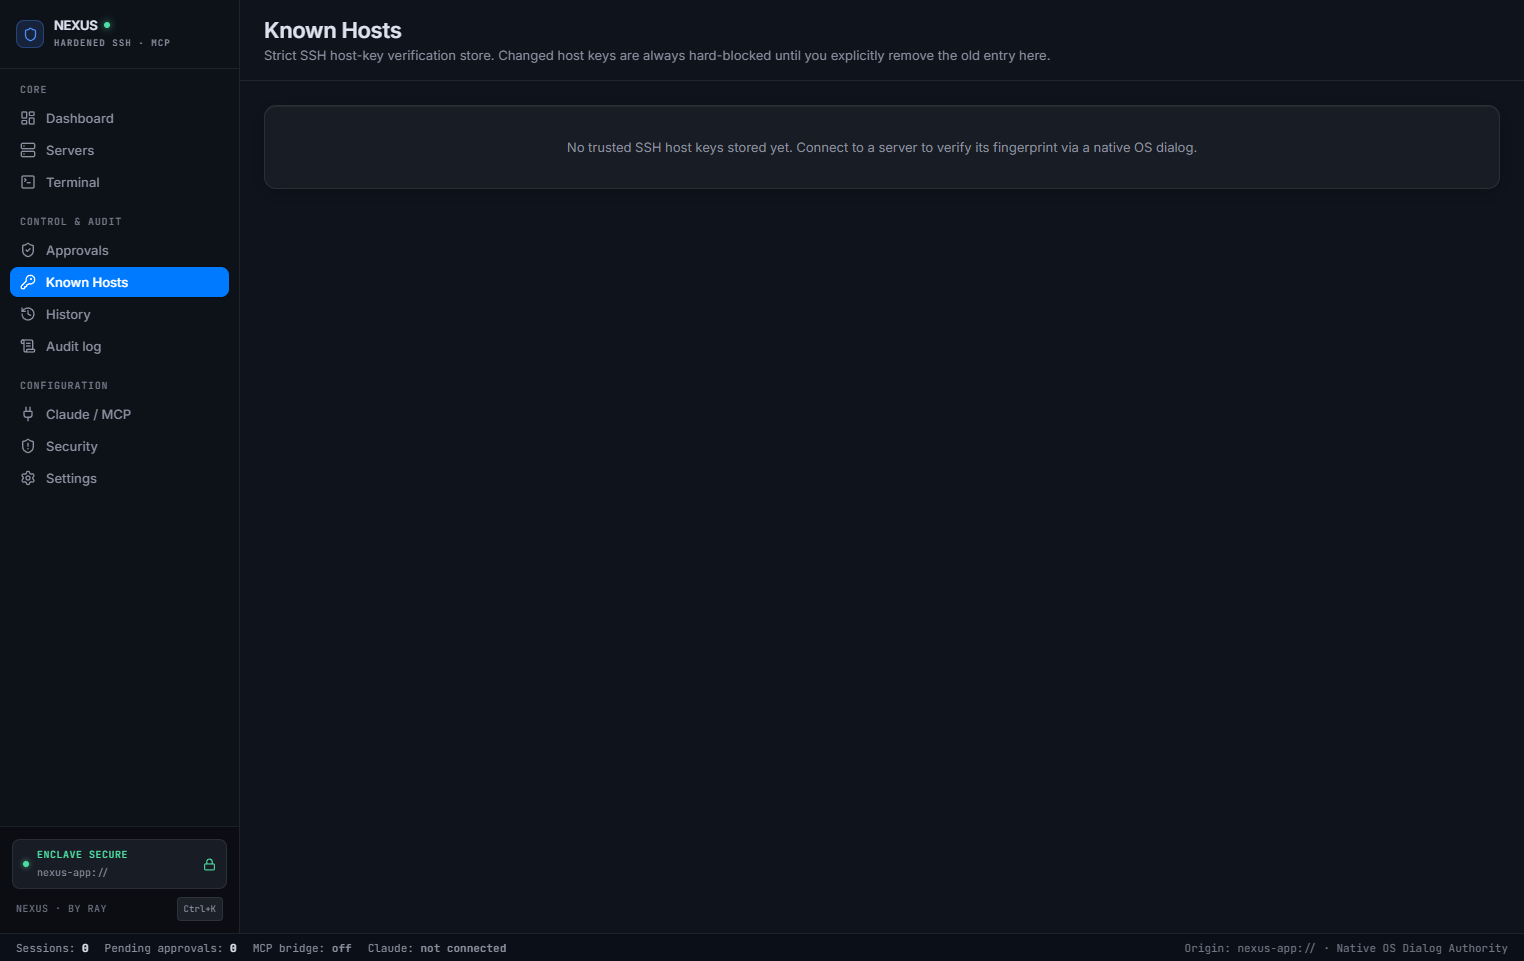 NEXUS
HARDENED SSH · MCP
CORE
Dashboard
Servers
Terminal
CONTROL & AUDIT
Approvals
Known Hosts
History
Audit log
CONFIGURATION
Claude / MCP
Security
Settings
ENCLAVE SECURE
nexus-app://
NEXUS · BY RAY
Ctrl+K
Known Hosts
Strict SSH host-key verification store. Changed host keys are always hard-blocked until you explicitly remove the old entry here.
No trusted SSH host keys stored yet. Connect to a server to verify its fingerprint via a native OS dialog.
Sessions: 0 Pending approvals: 0 MCP bridge: off Claude: not connected
Origin: nexus-app:// · Native OS Dialog Authority